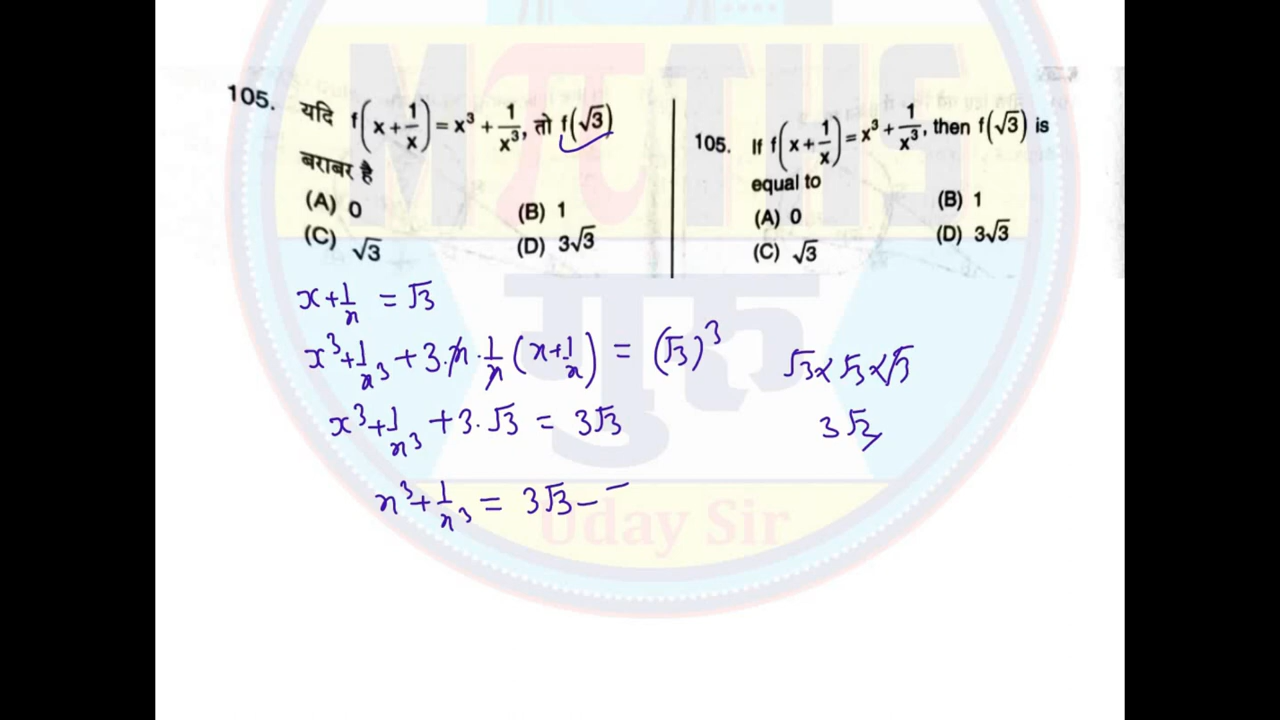 MπTHS
105. यदि f(x + 1/x) = x³ + 1/x³, तो f(√3)
बराबर है
(A) 0 (B) 1
(C) √3 (D) 3√3
105. If f(x + 1/x) = x³ + 1/x³, then f(√3) is
equal to
(A) 0 (B) 1
(C) √3 (D) 3√3
x + 1/x = √3
x³ + 1/x³ + 3.x.1/x (x + 1/x) = (√3)³
√3 × √3 × √3
x³ + 1/x³ + 3.√3 = 3√3
3√3
x³ + 1/x³ = 3√3 –
गुरु
Uday Sir